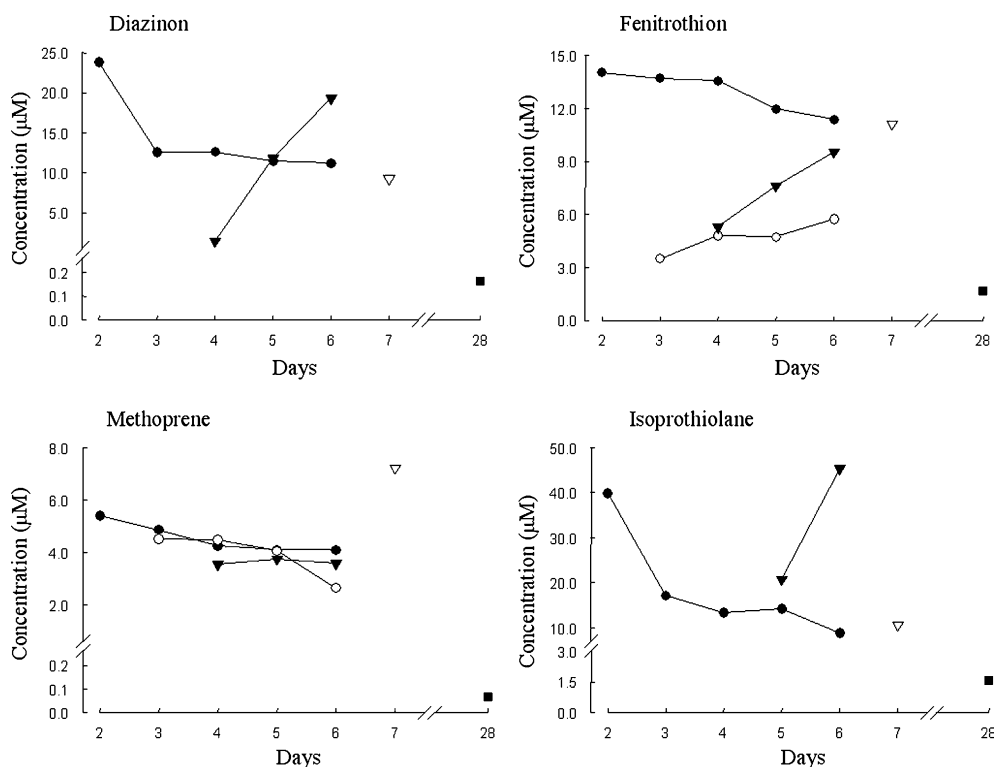 Diazinon
Concentration (µM)
25.0
20.0
15.0
10.0
5.0
0.2
0.1
0.0
2 3 4 5 6 7 28
Days
Fenitrothion
Concentration (µM)
15.0
12.0
9.0
6.0
3.0
0.0
2 3 4 5 6 7 28
Days
Methoprene
Concentration (µM)
8.0
6.0
4.0
2.0
0.2
0.1
0.0
2 3 4 5 6 7 28
Days
Isoprothiolane
Concentration (µM)
50.0
40.0
30.0
20.0
10.0
3.0
1.5
0.0
2 3 4 5 6 7 28
Days